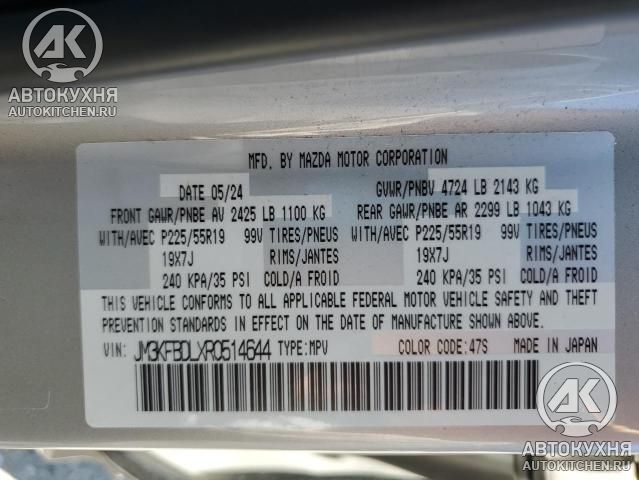 АК
АВТОКУХНЯ
AUTOKITCHEN.RU
MFD. BY MAZDA MOTOR CORPORATION
DATE 05/24 GVWR/PNBV 4724 LB 2143 KG
FRONT GAWR/PNBE AV 2425 LB 1100 KG REAR GAWR/PNBE AR 2299 LB 1043 KG
WITH/AVEC P225/55R19 99V TIRES/PNEUS WITH/AVEC P225/55R19 99V TIRES/PNEUS
19X7J RIMS/JANTES 19X7J RIMS/JANTES
240 KPA/35 PSI COLD/A FROID 240 KPA/35 PSI COLD/A FROID
THIS VEHICLE CONFORMS TO ALL APPLICABLE FEDERAL MOTOR VEHICLE SAFETY AND THEFT
PREVENTION STANDARDS IN EFFECT ON THE DATE OF MANUFACTURE SHOWN ABOVE.
VIN: JM3KFBDLXR0514644 TYPE:MPV COLOR CODE:47S MADE IN JAPAN
АК
АВТОКУХНЯ
AUTOKITCHEN.RU